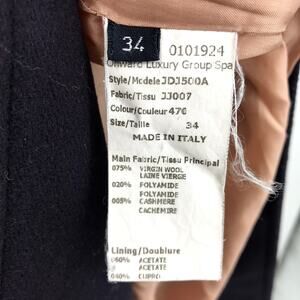 34
0101924
Onward Luxury Group Spa
Style/Modele JDJ500A
Fabric/Tissu JJ007
Colour/Couleur 476
Size/Taille 34
MADE IN ITALY
Main Fabric/Tissu Principal
075% VIRGIN WOOL
LAINE VIERGE
020% POLYAMIDE
POLYAMIDE
005% CASHMERE
CACHEMIRE
Lining/Doublure
060% ACETATE
ACETATE
040% CUPRO